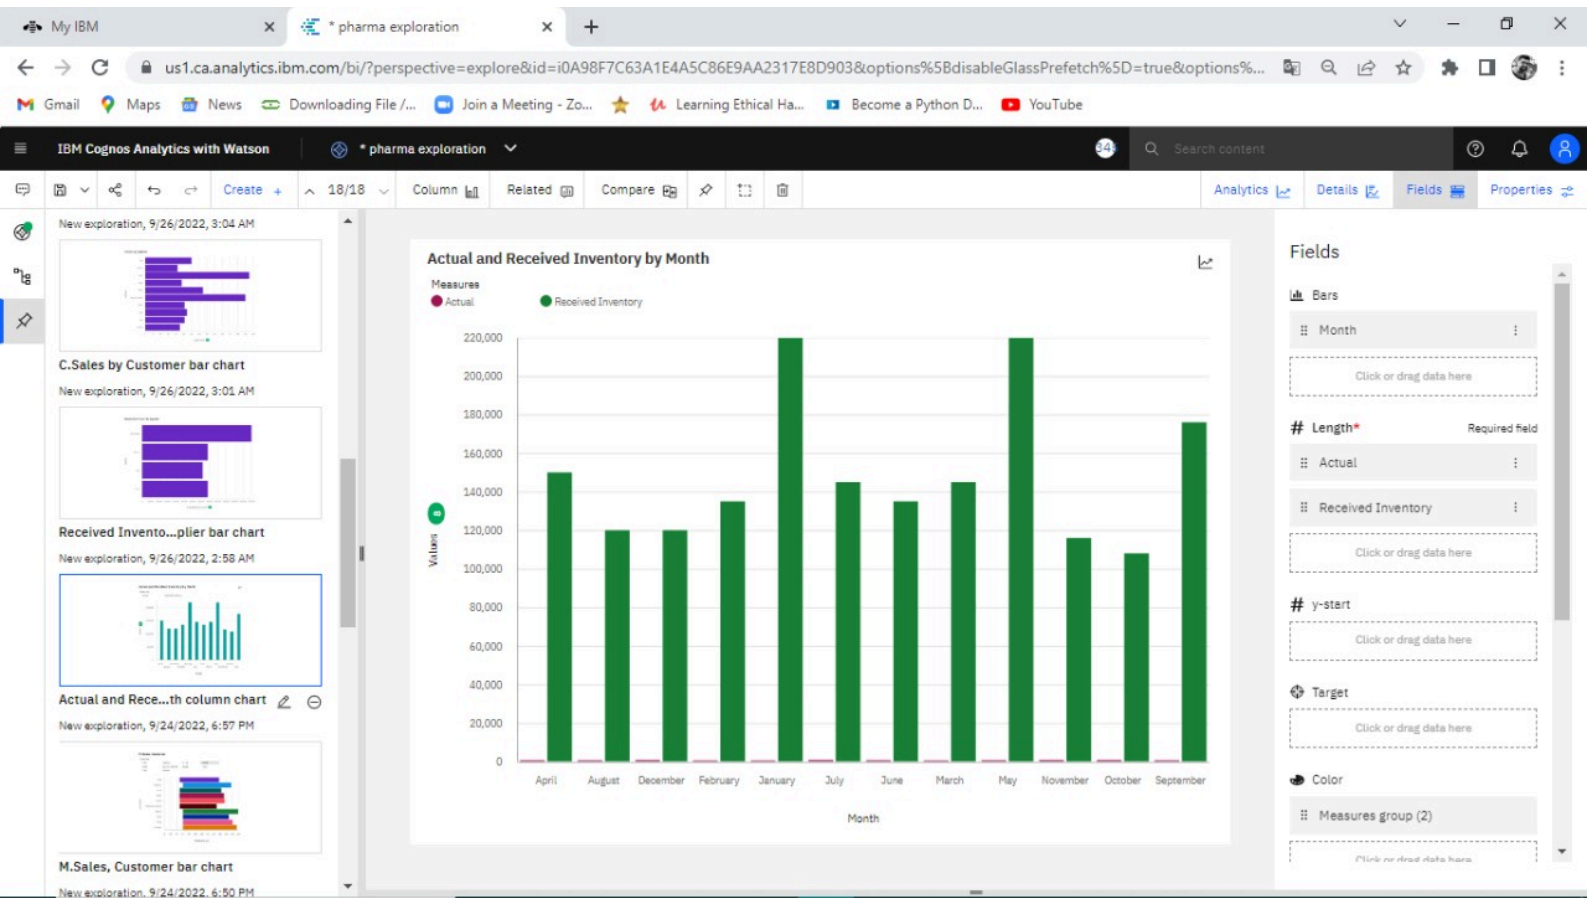 My IBM
* pharma exploration
us1.ca.analytics.ibm.com/bi/?perspective=explore&id=i0A98F7C63A1E4A5C86E9AA2317E8D903&options%5BdisableGlassPrefetch%5D=true&options%...
Gmail Maps News Downloading File /... Join a Meeting - Zo... Learning Ethical Ha... Become a Python D... YouTube
IBM Cognos Analytics with Watson * pharma exploration Search content
Create + 18/18 Column Related Compare Analytics Details Fields Properties
New exploration, 9/26/2022, 3:04 AM
C.Sales by Customer bar chart
New exploration, 9/26/2022, 3:01 AM
Received Invento...plier bar chart
New exploration, 9/26/2022, 2:58 AM
Actual and Rece...th column chart
New exploration, 9/24/2022, 6:57 PM
M.Sales, Customer bar chart
New exploration, 9/24/2022, 6:50 PM
Actual and Received Inventory by Month
Measures
Actual Received Inventory
220,000
200,000
180,000
160,000
140,000
120,000
100,000
80,000
60,000
40,000
20,000
0
Values
April August December February January July June March May November October September
Month
Fields
Bars
Month
Click or drag data here
# Length* Required field
Actual
Received Inventory
Click or drag data here
# y-start
Click or drag data here
Target
Click or drag data here
Color
Measures group (2)
Click or drag data here